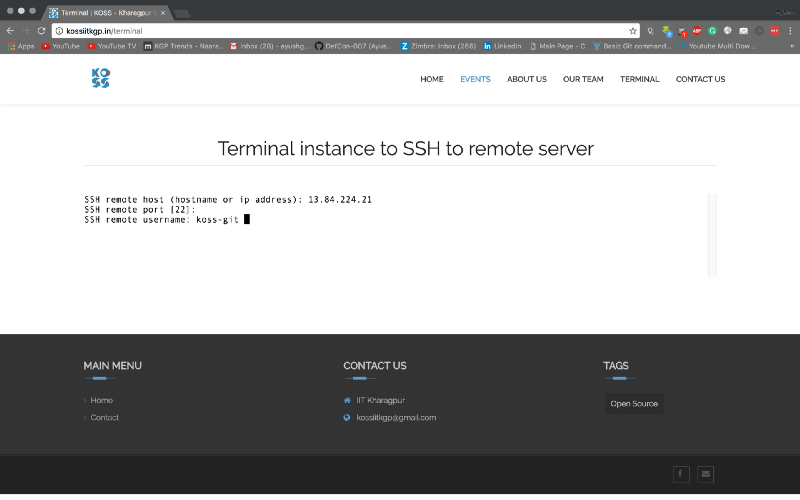 Terminal | KOSS - Kharagpur O
kossiitkgp.in/terminal
Apps YouTube YouTube TV KGP Trends - Naara... Inbox (28) - ayushg... DefCon-007 (Ayus... Zimbra: Inbox (266) LinkedIn Main Page - C Basic Git comman... Youtube Multi Dow... »
KOSS
HOME EVENTS ABOUT US OUR TEAM TERMINAL CONTACT US
Terminal instance to SSH to remote server
SSH remote host (hostname or ip address): 13.84.224.21
SSH remote port [22]:
SSH remote username: koss-git
MAIN MENU CONTACT US TAGS
Home IIT Kharagpur Open Source
Contact kossiitkgp@gmail.com